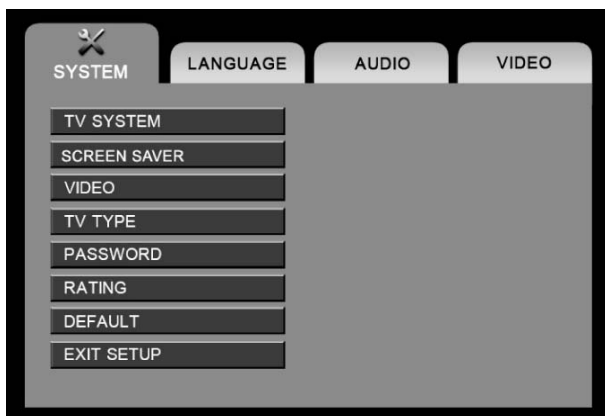 SYSTEM
LANGUAGE
AUDIO
VIDEO
TV SYSTEM
SCREEN SAVER
VIDEO
TV TYPE
PASSWORD
RATING
DEFAULT
EXIT SETUP